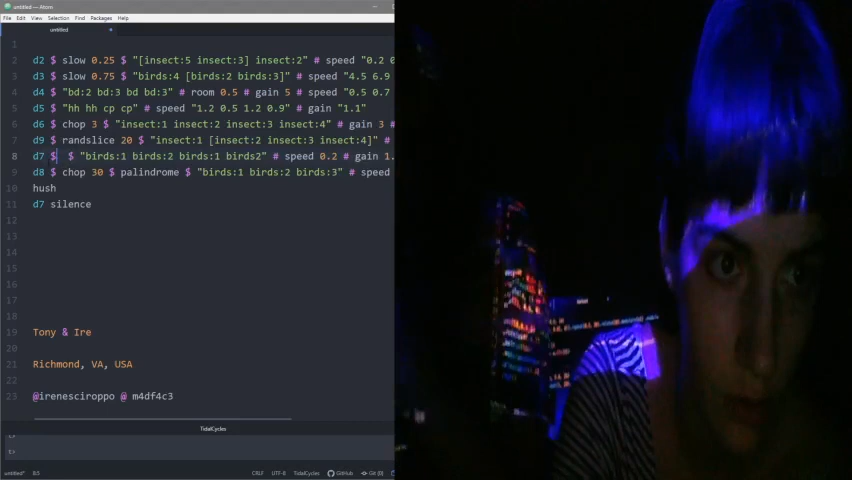 untitled — Atom
File Edit View Selection Find Packages Help
untitled
1
2 d2 $ slow 0.25 $ "[insect:5 insect:3] insect:2" # speed "0.2 0
3 d3 $ slow 0.75 $ "birds:4 [birds:2 birds:3]" # speed "4.5 6.9
4 d4 $ "bd:2 bd:3 bd bd:3" # room 0.5 # gain 5 # speed "0.5 0.7
5 d5 $ "hh hh cp cp" # speed "1.2 0.5 1.2 0.9" # gain "1.1"
6 d6 $ chop 3 $ "insect:1 insect:2 insect:3 insect:4" # gain 3 #
7 d9 $ randslice 20 $ "insect:1 [insect:2 insect:3 insect:4]" #
8 d7 $  $ "birds:1 birds:2 birds:1 birds2" # speed 0.2 # gain 1.
9 d8 $ chop 30 $ palindrome $ "birds:1 birds:2 birds:3" # speed
10 hush
11 d7 silence
12
13
14
15
16
17
18
19 Tony & Ire
20
21 Richmond, VA, USA
22
23 @irenesciroppo @ m4df4c3
TidalCycles
t>
t>
untitled* 8:5 CRLF UTF-8 TidalCycles GitHub Git (0)